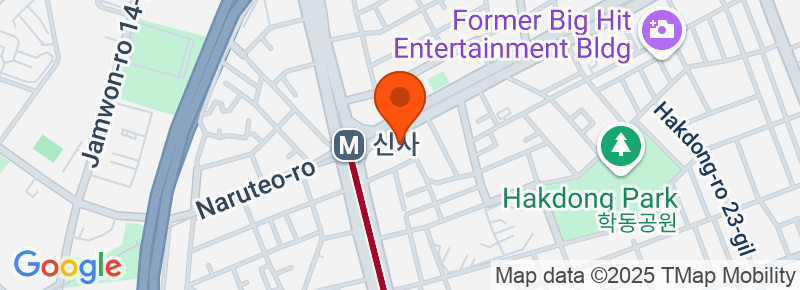 Jamwon-ro 14-
Former Big Hit
Entertainment Bldg
Hakdong-ro 23-gil
M
신사
Naruteo-ro
Hakdong Park
학동공원
Google
Map data ©2025 TMap Mobility